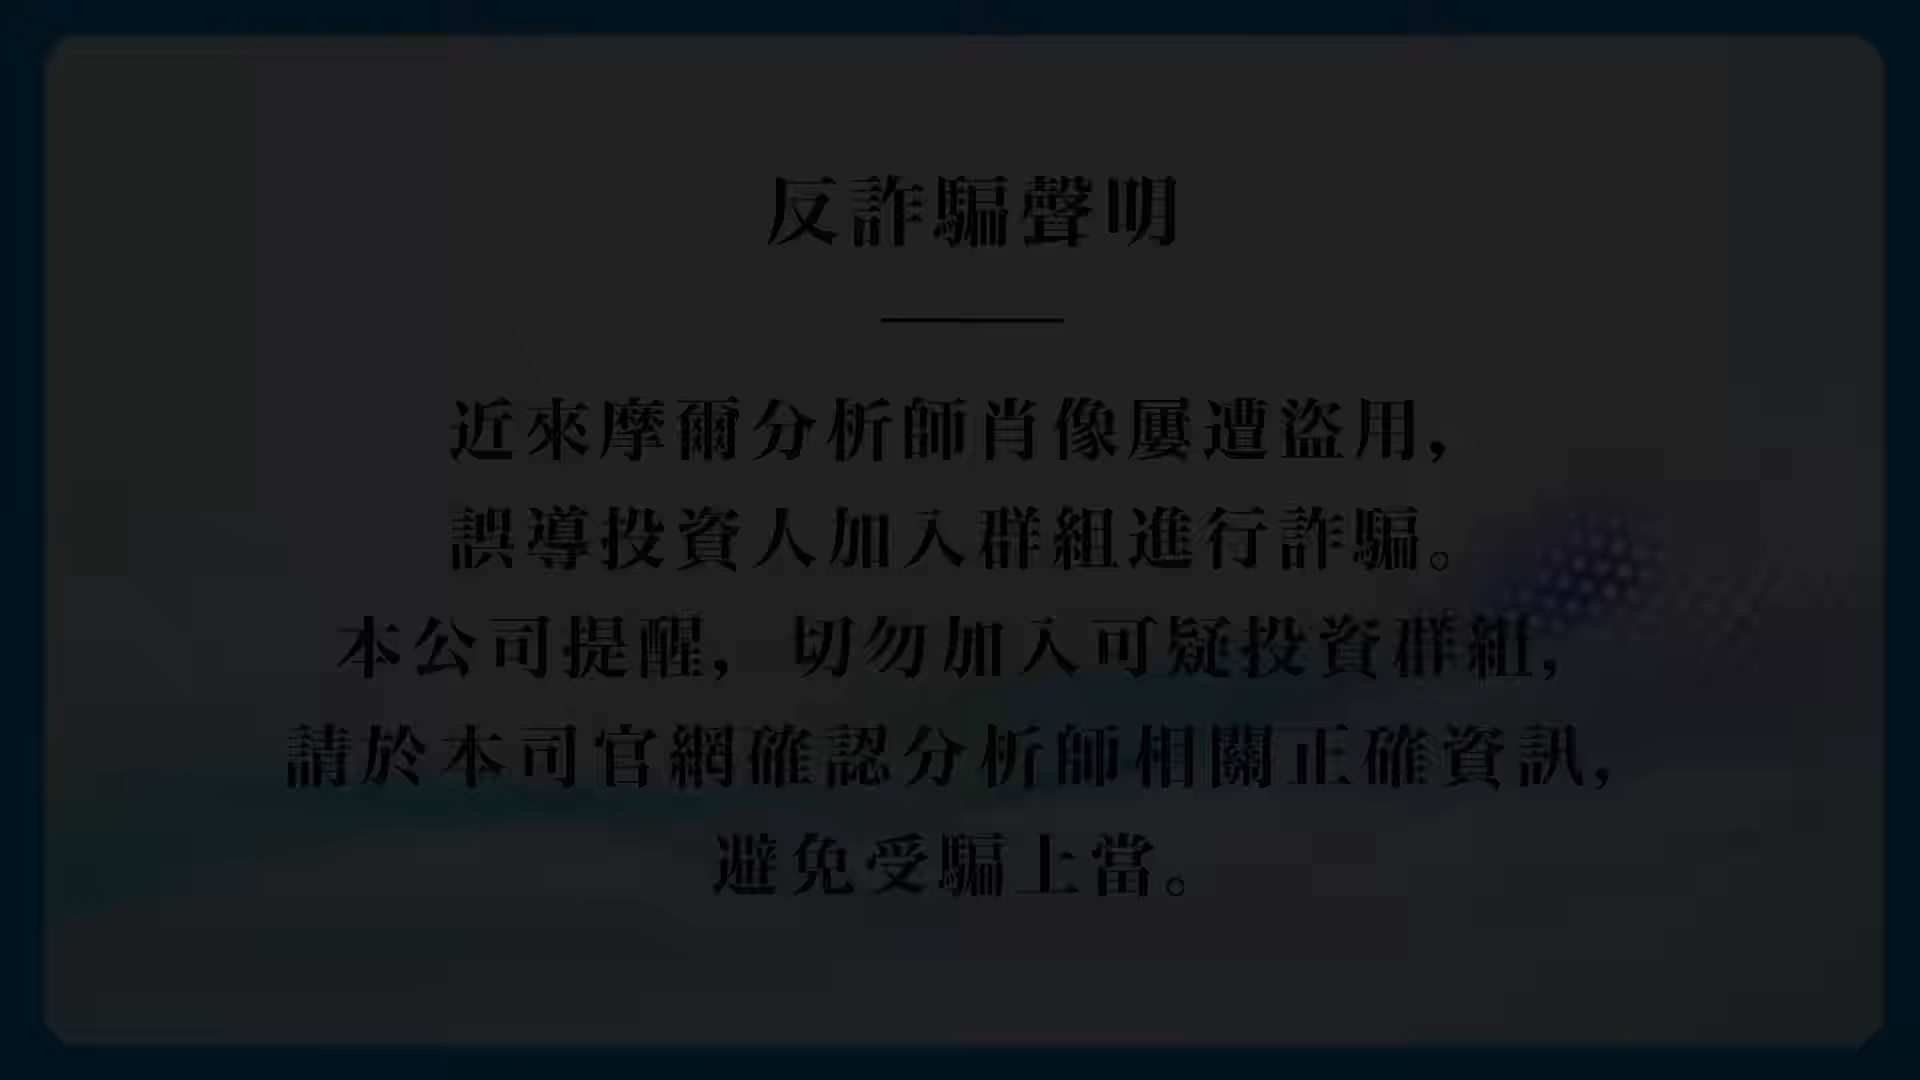 反詐騙聲明
近來摩爾分析師肖像屢遭盜用，
誤導投資人加入群組進行詐騙。
本公司提醒，切勿加入可疑投資群組，
請於本司官網確認分析師相關正確資訊，
避免受騙上當。